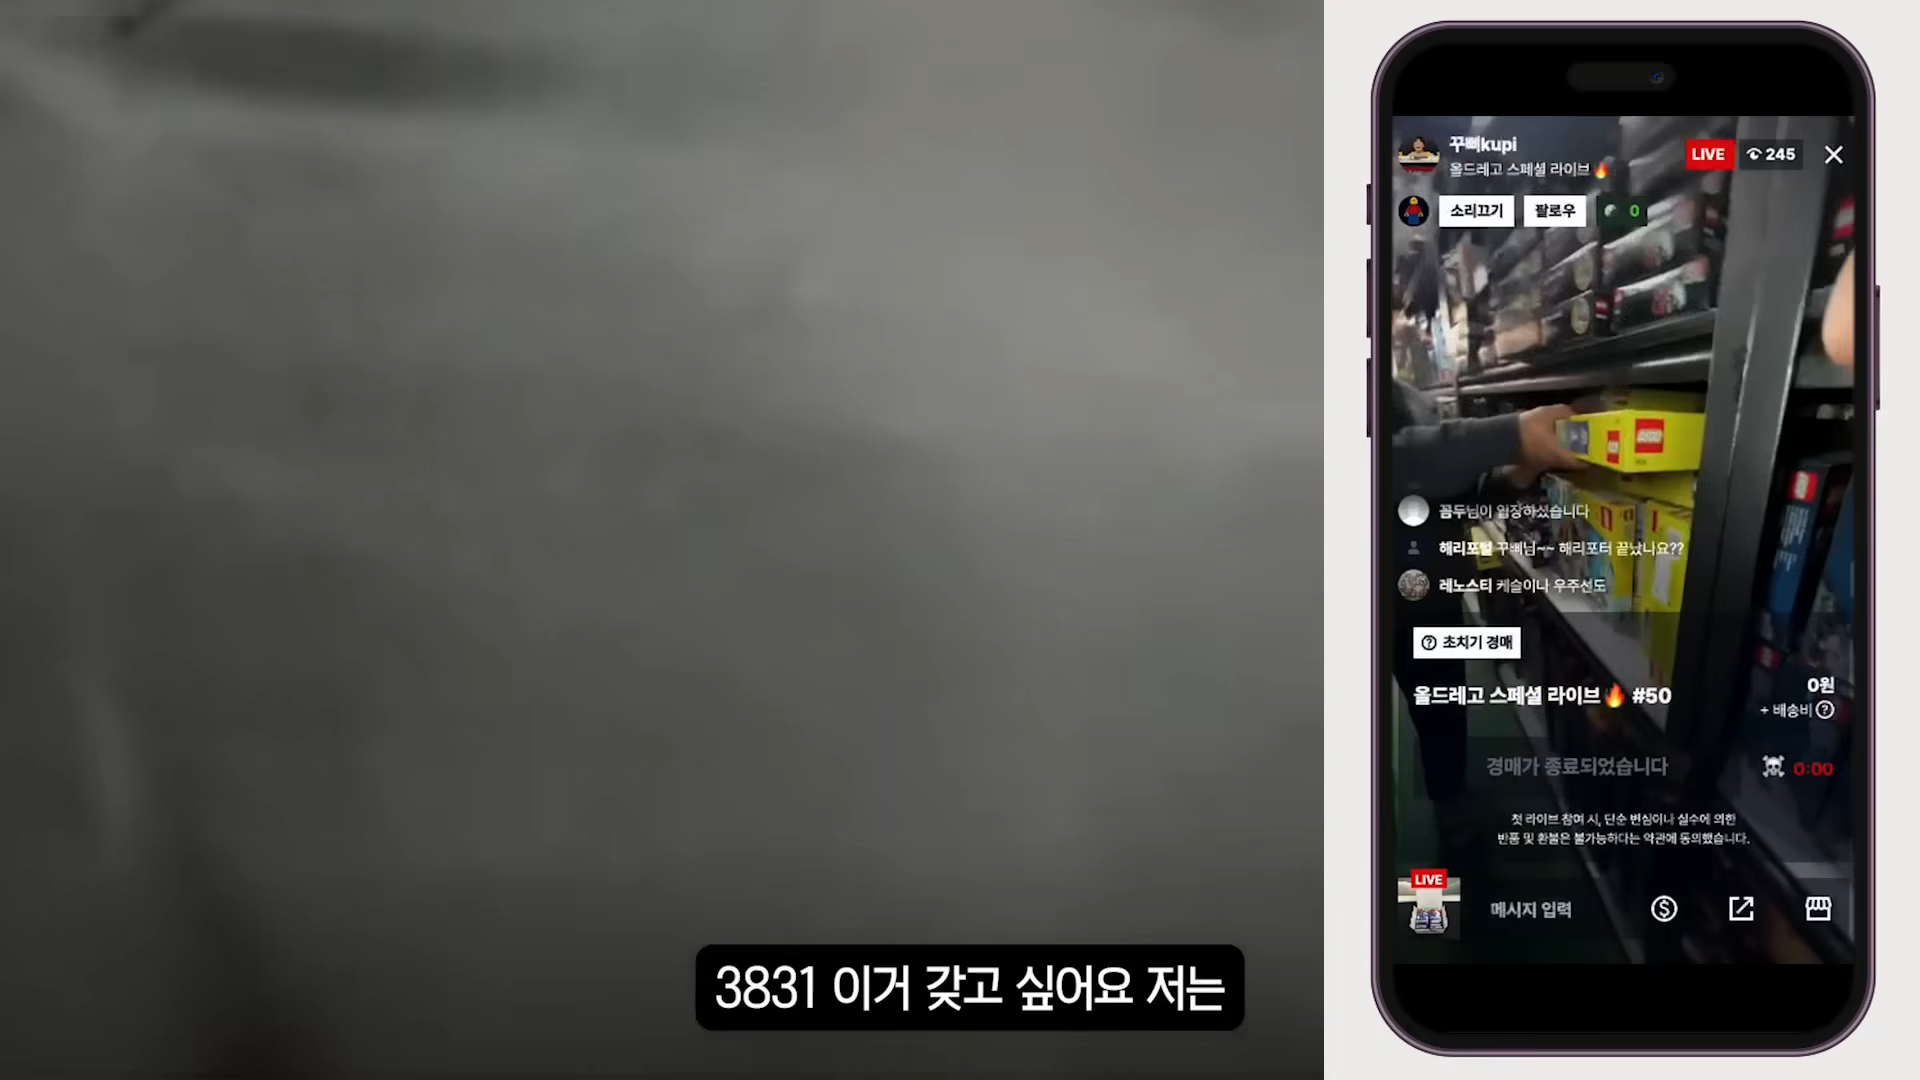 3831 이거 갖고 싶어요 저는
꾸삐kupi
올드레고 스페셜 라이브🔥
LIVE
245
소리끄기
팔로우
0
LEGO
꼼두님이 입장하셨습니다
해리포털 꾸삐님~~ 해리포터 끝났나요??
레노스티 케슬이나 우주선도
초치기 경매
올드레고 스페셜 라이브🔥 #50
0원
+ 배송비
경매가 종료되었습니다
0:00
첫 라이브 참여 시, 단순 변심이나 실수에 의한
반품 및 환불은 불가능하다는 약관에 동의했습니다.
LIVE
메시지 입력